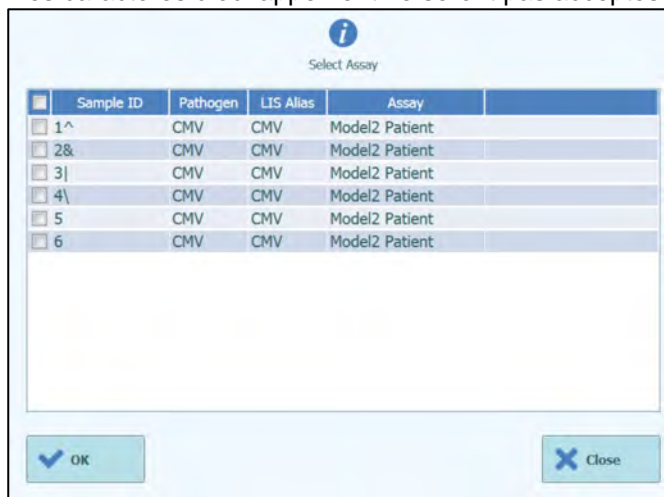 Select Assay
Sample ID Pathogen LIS Alias Assay
1^ CMV CMV Model2 Patient
2& CMV CMV Model2 Patient
3| CMV CMV Model2 Patient
4\ CMV CMV Model2 Patient
5 CMV CMV Model2 Patient
6 CMV CMV Model2 Patient
OK Close